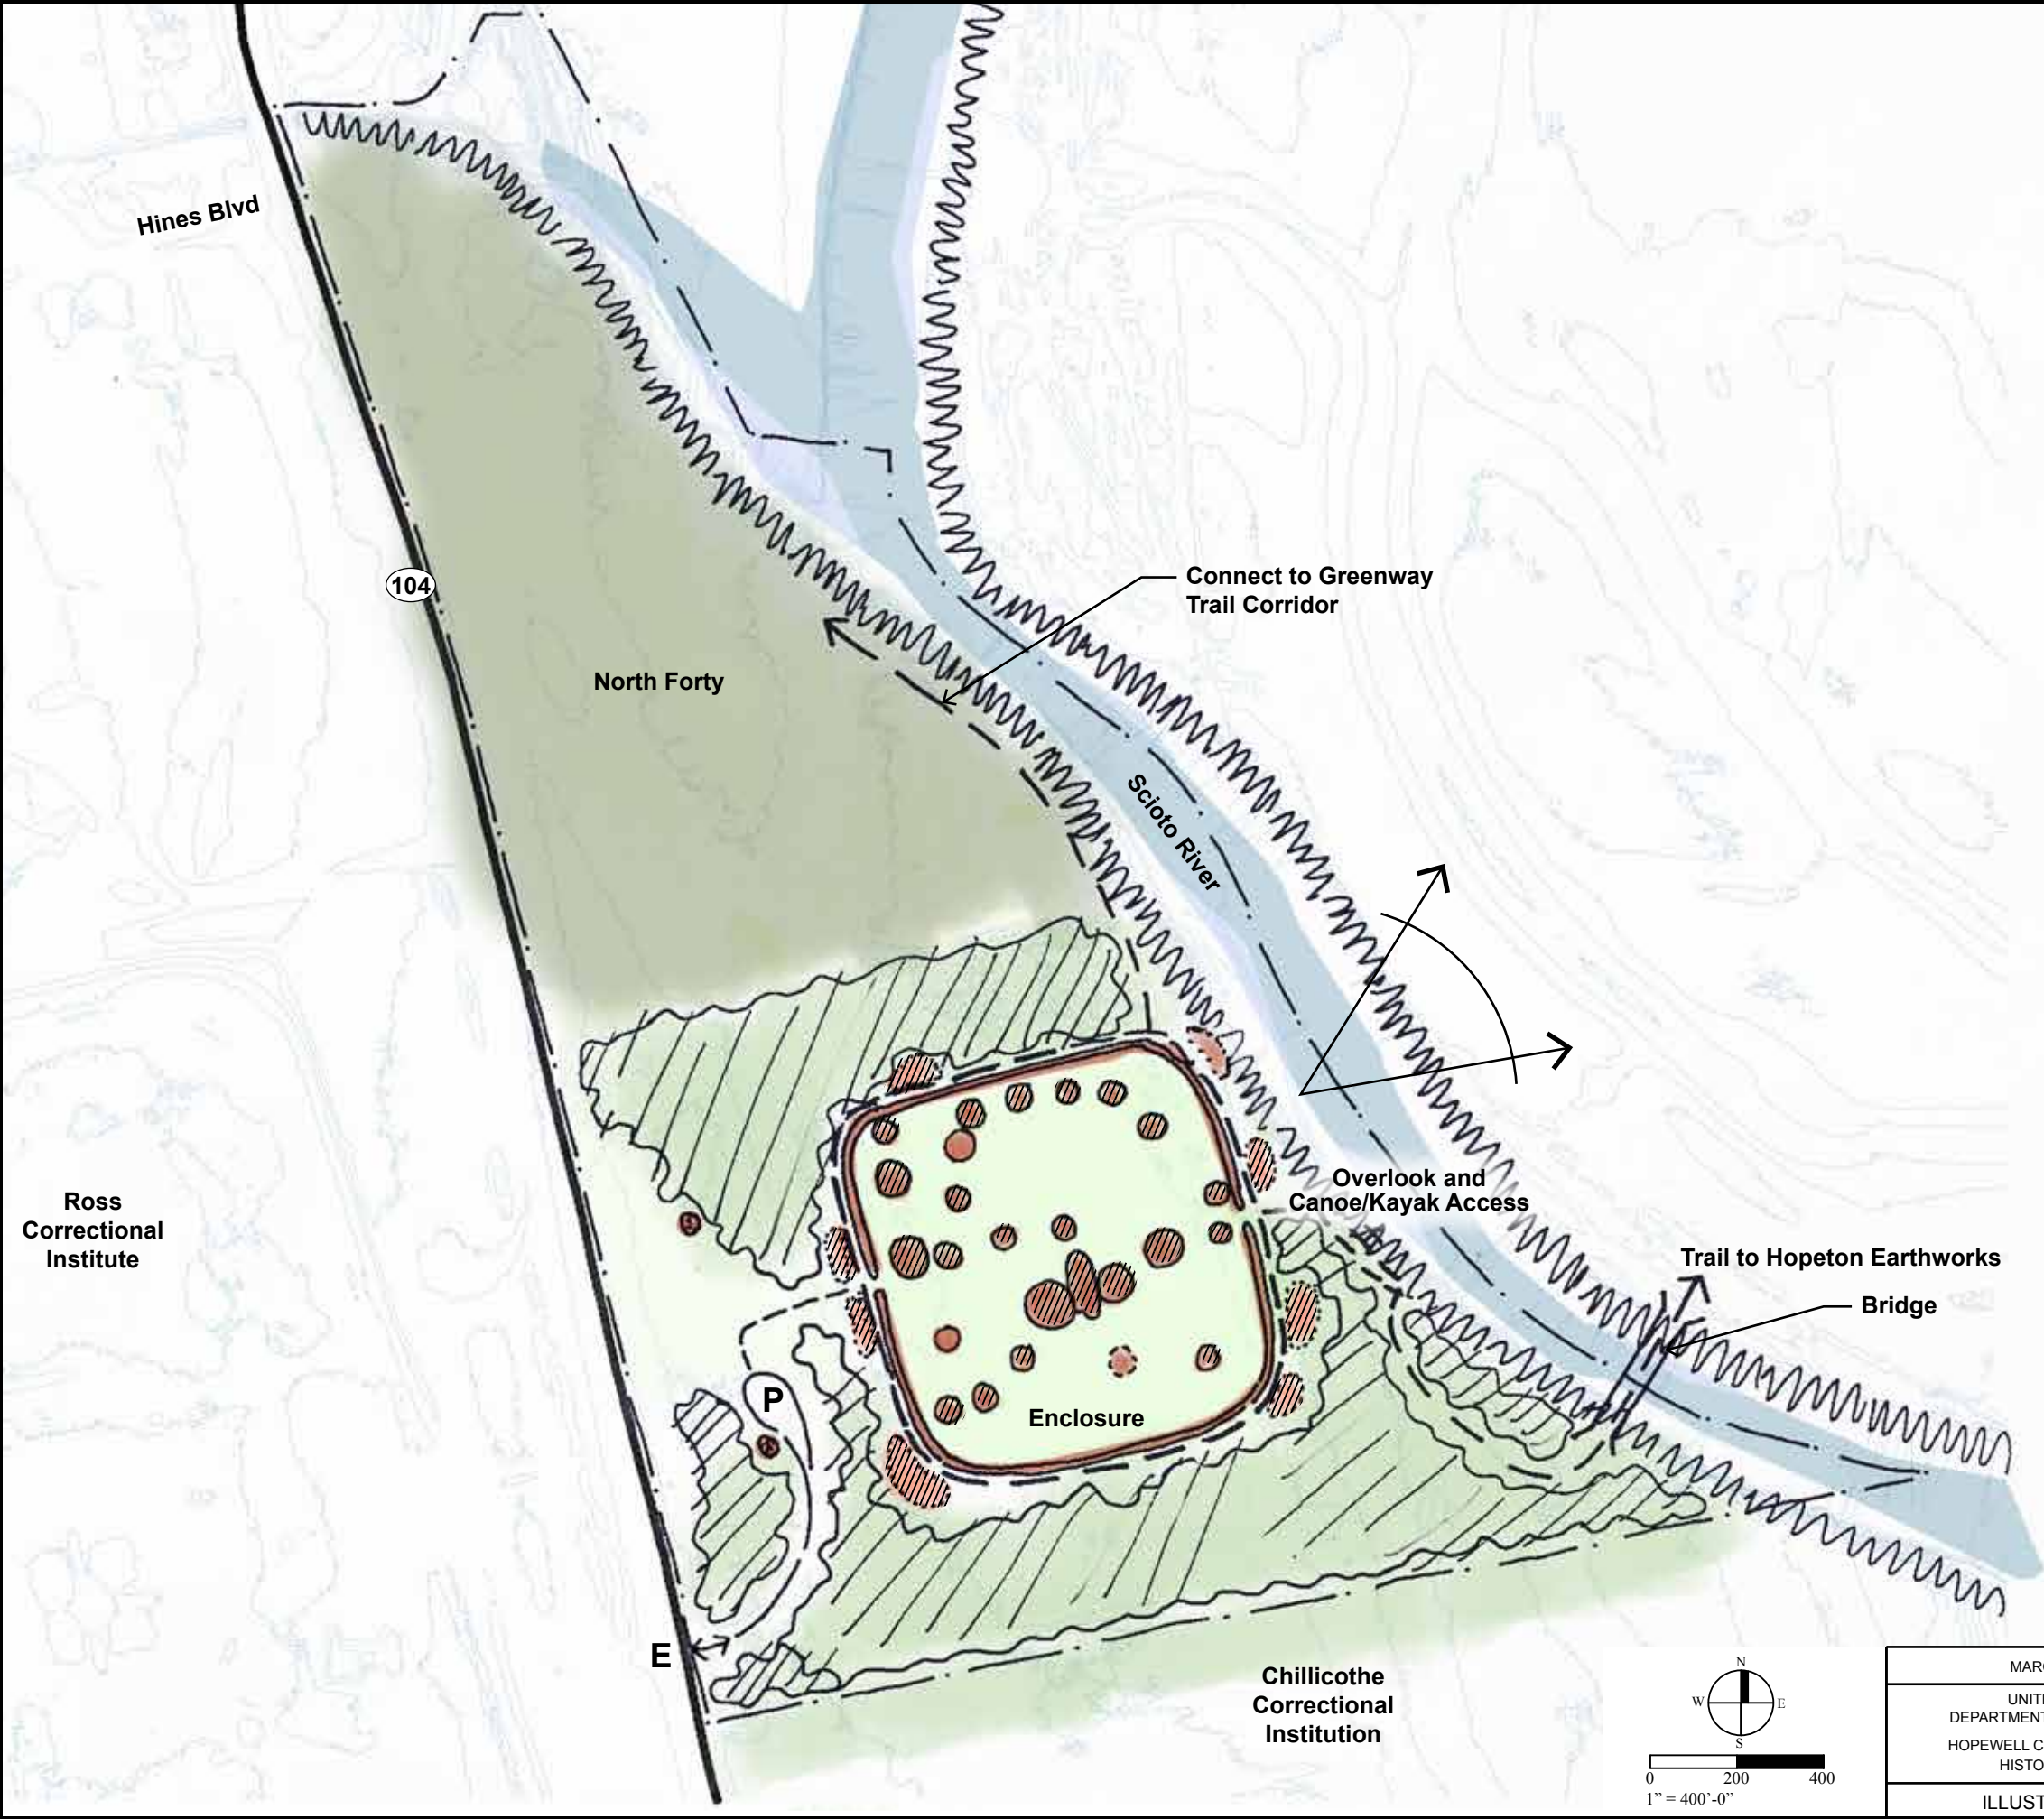 Hines Blvd
104
Connect to Greenway
Trail Corridor
North Forty
Scioto River
Overlook and
Canoe/Kayak Access
Ross
Correctional
Institute
Trail to Hopeton Earthworks
Bridge
P
Enclosure
E
Chillicothe
Correctional
Institution
N
W E
S
0 200 400
1” = 400’-0”
MAR
UNIT
DEPARTMENT
HOPEWELL C
HISTO
ILLUST